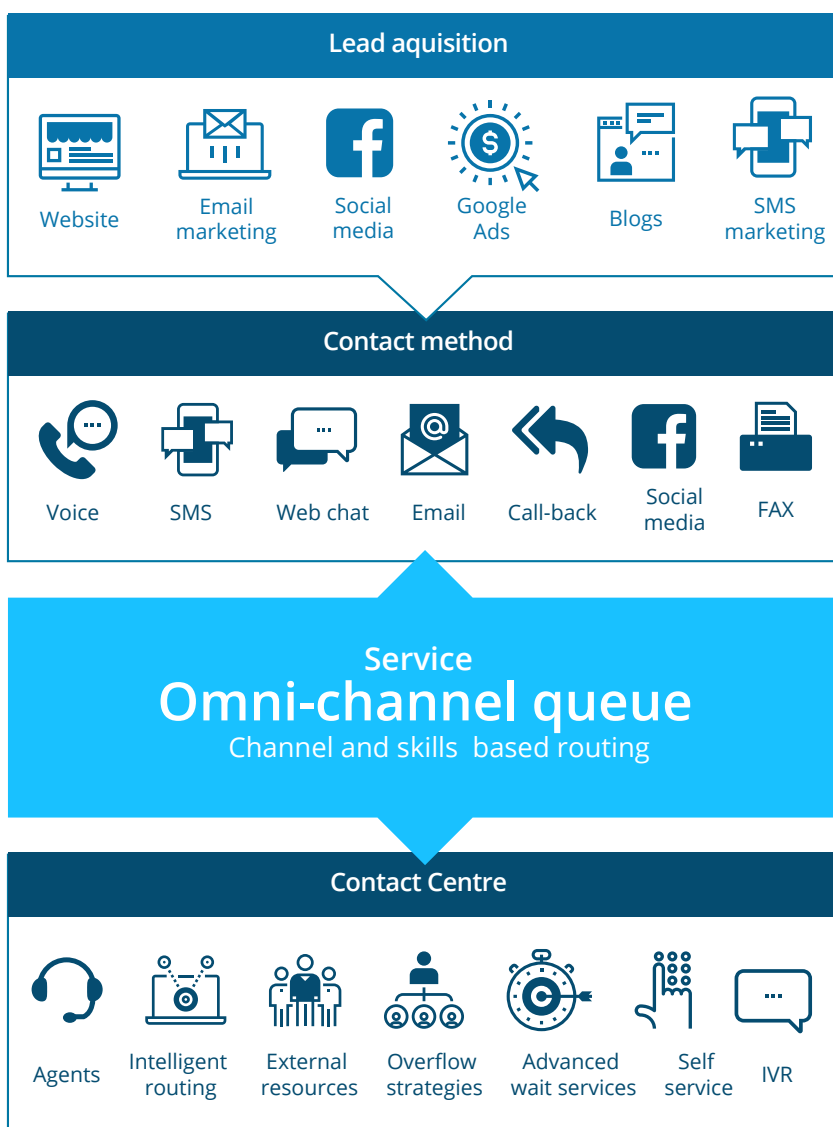 Lead aquisition
Website
Email
marketing
Social
media
Google
Ads
Blogs
SMS
marketing
Contact method
Voice
SMS
Web chat
Email
Call-back
Social
media
FAX
Service
Omni-channel queue
Channel and skills based routing
Contact Centre
Agents
Intelligent
routing
External
resources
Overflow
strategies
Advanced
wait services
Self
service
IVR